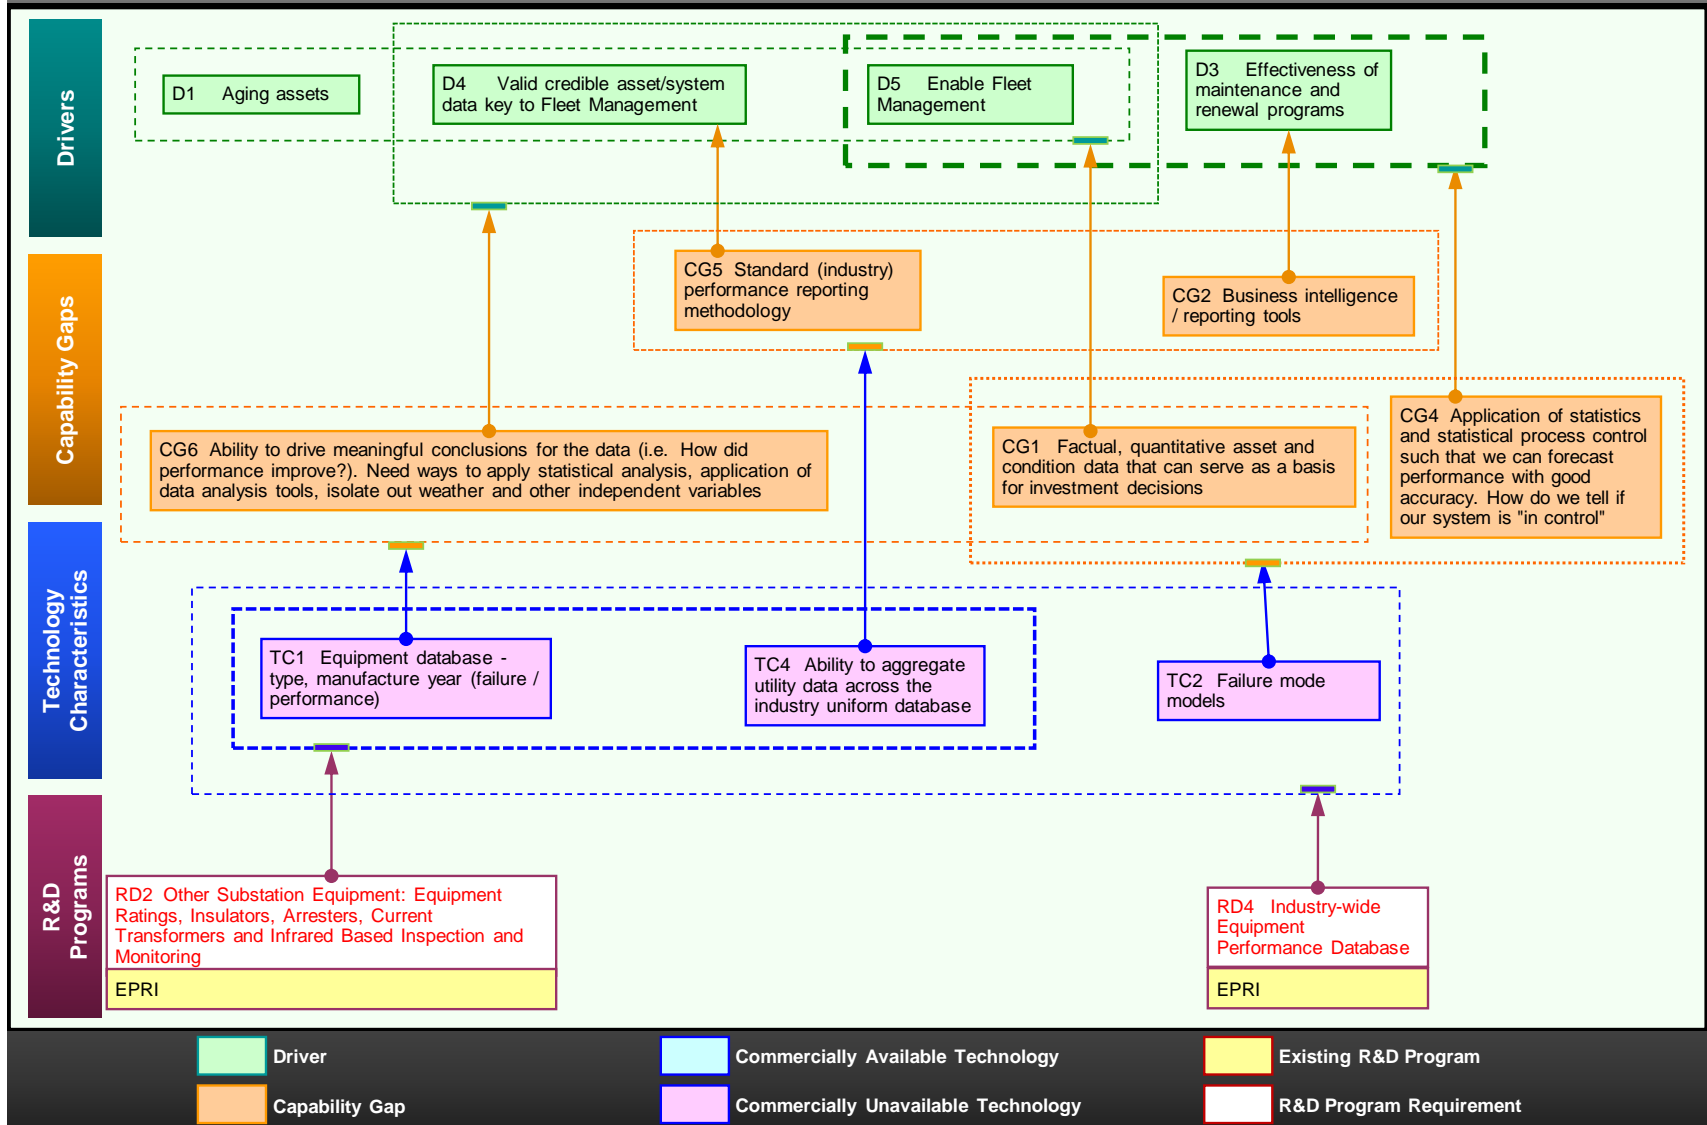 Drivers
D1 Aging assets
D4 Valid credible asset/system
data key to Fleet Management
D5 Enable Fleet
Management
D3 Effectiveness of
maintenance and
renewal programs
Capability Gaps
CG5 Standard (industry)
performance reporting
methodology
CG2 Business intelligence
/ reporting tools
CG6 Ability to drive meaningful conclusions for the data (i.e. How did
performance improve?). Need ways to apply statistical analysis, application of
data analysis tools, isolate out weather and other independent variables
CG1 Factual, quantitative asset and
condition data that can serve as a basis
for investment decisions
CG4 Application of statistics
and statistical process control
such that we can forecast
performance with good
accuracy. How do we tell if
our system is "in control"
Technology
Characteristics
TC1 Equipment database -
type, manufacture year (failure /
performance)
TC4 Ability to aggregate
utility data across the
industry uniform database
TC2 Failure mode
models
R&D
Programs
RD2 Other Substation Equipment: Equipment
Ratings, Insulators, Arresters, Current
Transformers and Infrared Based Inspection and
Monitoring
EPRI
RD4 Industry-wide
Equipment
Performance Database
EPRI
Driver
Commercially Available Technology
Existing R&D Program
Capability Gap
Commercially Unavailable Technology
R&D Program Requirement